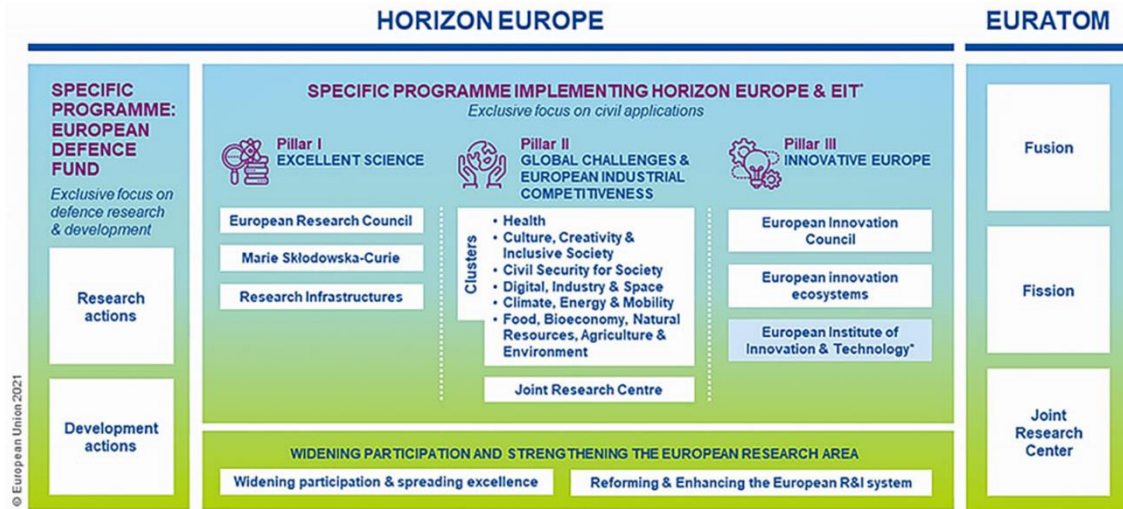 HORIZON EUROPE
EURATOM
SPECIFIC
PROGRAMME:
EUROPEAN
DEFENCE
FUND
Exclusive focus on
defence research
& development
Research
actions
Development
actions
SPECIFIC PROGRAMME IMPLEMENTING HORIZON EUROPE & EIT*
Exclusive focus on civil applications
Pillar I
EXCELLENT SCIENCE
European Research Council
Marie Skłodowska-Curie
Research Infrastructures
Pillar II
GLOBAL CHALLENGES &
EUROPEAN INDUSTRIAL
COMPETITIVENESS
Clusters
• Health
• Culture, Creativity &
Inclusive Society
• Civil Security for Society
• Digital, Industry & Space
• Climate, Energy & Mobility
• Food, Bioeconomy, Natural
Resources, Agriculture &
Environment
Joint Research Centre
Pillar III
INNOVATIVE EUROPE
European Innovation
Council
European innovation
ecosystems
European Institute of
Innovation & Technology*
WIDENING PARTICIPATION AND STRENGTHENING THE EUROPEAN RESEARCH AREA
Widening participation & spreading excellence
Reforming & Enhancing the European R&I system
Fusion
Fission
Joint
Research
Center
© European Union 2021